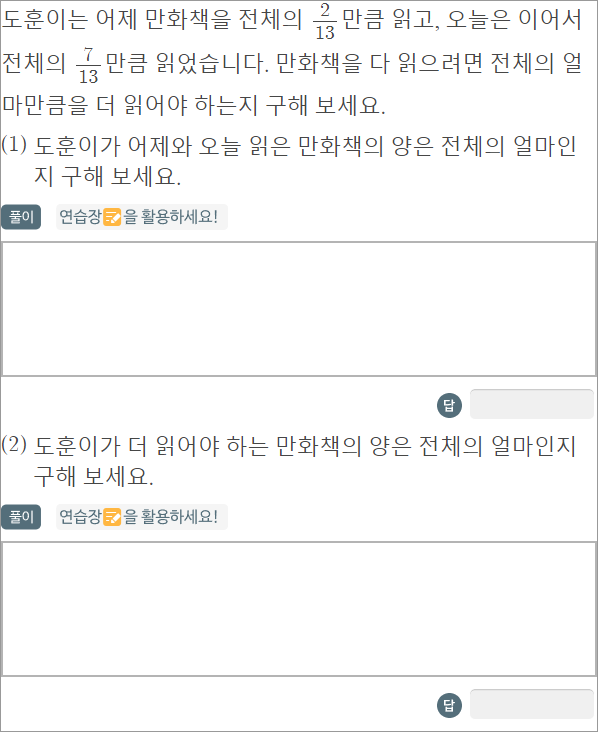 도훈이는 어제 만화책을 전체의 2/13 만큼 읽고, 오늘은 이어서
전체의 7/13 만큼 읽었습니다. 만화책을 다 읽으려면 전체의 얼
마만큼을 더 읽어야 하는지 구해 보세요.
(1) 도훈이가 어제와 오늘 읽은 만화책의 양은 전체의 얼마인
지 구해 보세요.
풀이 연습장을 활용하세요!
답
(2) 도훈이가 더 읽어야 하는 만화책의 양은 전체의 얼마인지
구해 보세요.
풀이 연습장을 활용하세요!
답